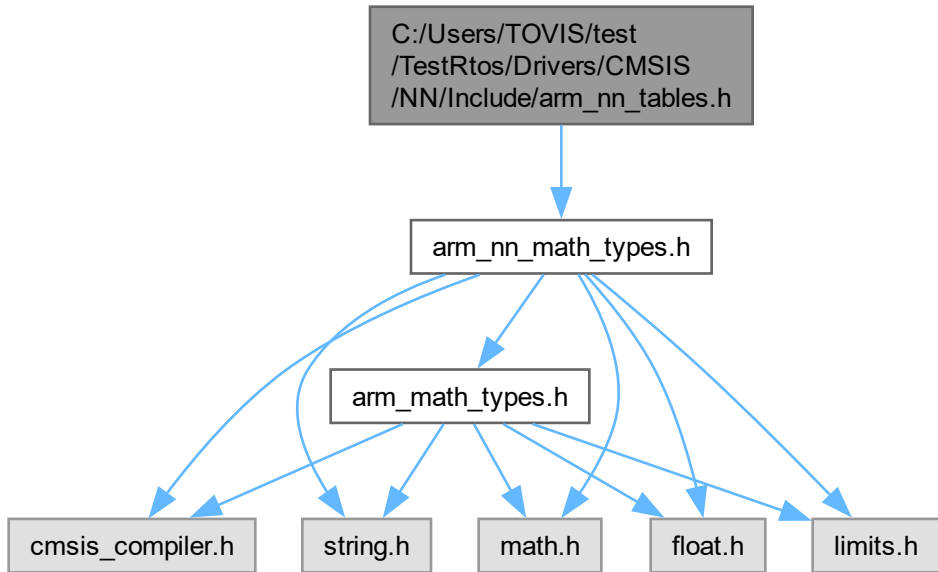 C:/Users/TOVIS/test
/TestRtos/Drivers/CMSIS
/NN/Include/arm_nn_tables.h
arm_nn_math_types.h
arm_math_types.h
cmsis_compiler.h
string.h
math.h
float.h
limits.h